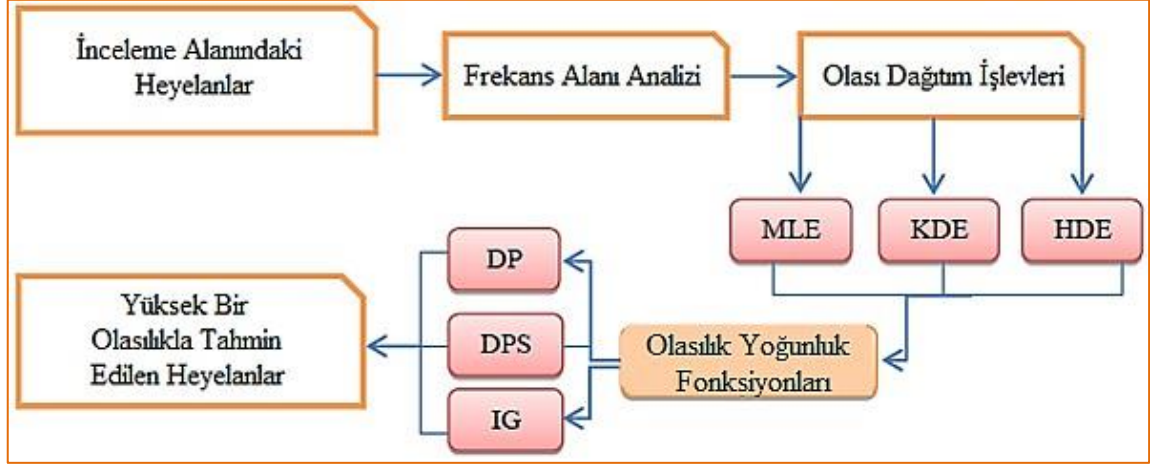 İnceleme Alanındaki
Heyelanlar
Frekans Alanı Analizi
Olası Dağıtım İşlevleri
MLE
KDE
HDE
Olasılık Yoğunluk
Fonksiyonları
DP
DPS
IG
Yüksek Bir
Olasılıkla Tahmin
Edilen Heyelanlar